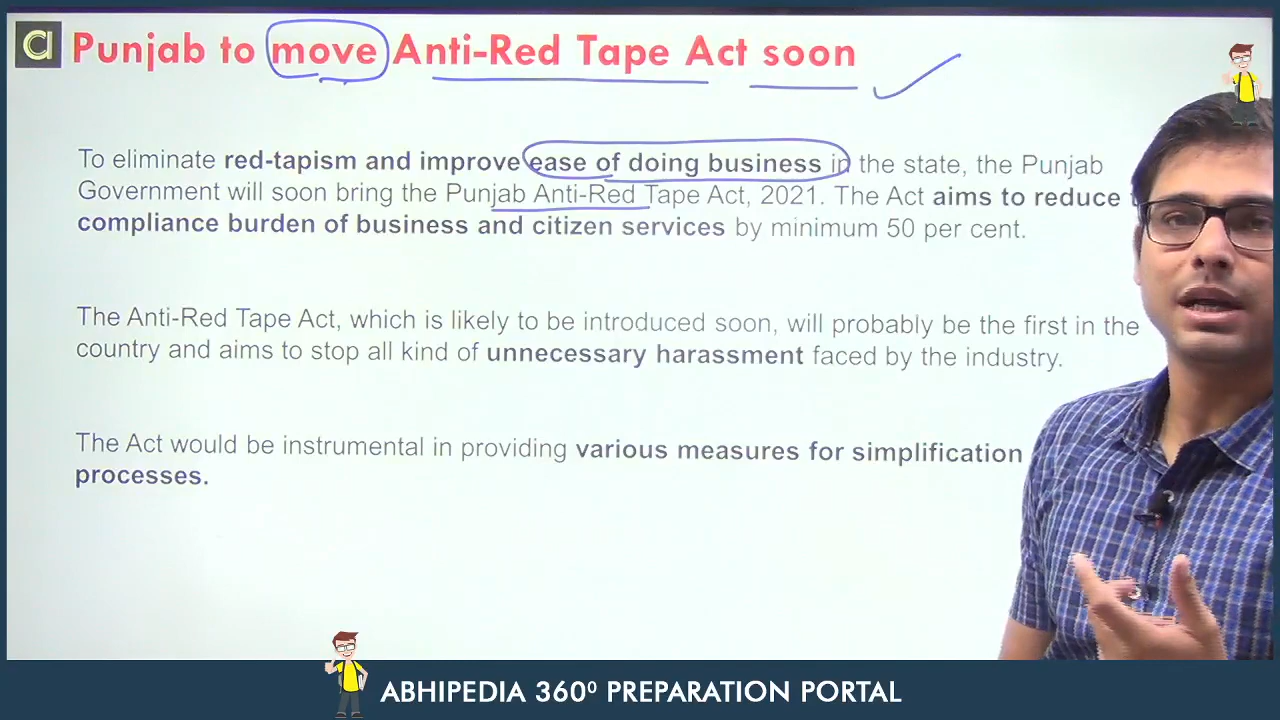 a Punjab to move Anti-Red Tape Act soon
To eliminate red-tapism and improve ease of doing business in the state, the Punjab
Government will soon bring the Punjab Anti-Red Tape Act, 2021. The Act aims to reduce
compliance burden of business and citizen services by minimum 50 per cent.
The Anti-Red Tape Act, which is likely to be introduced soon, will probably be the first in the
country and aims to stop all kind of unnecessary harassment faced by the industry.
The Act would be instrumental in providing various measures for simplification
processes.
ABHIPEDIA 360⁰ PREPARATION PORTAL